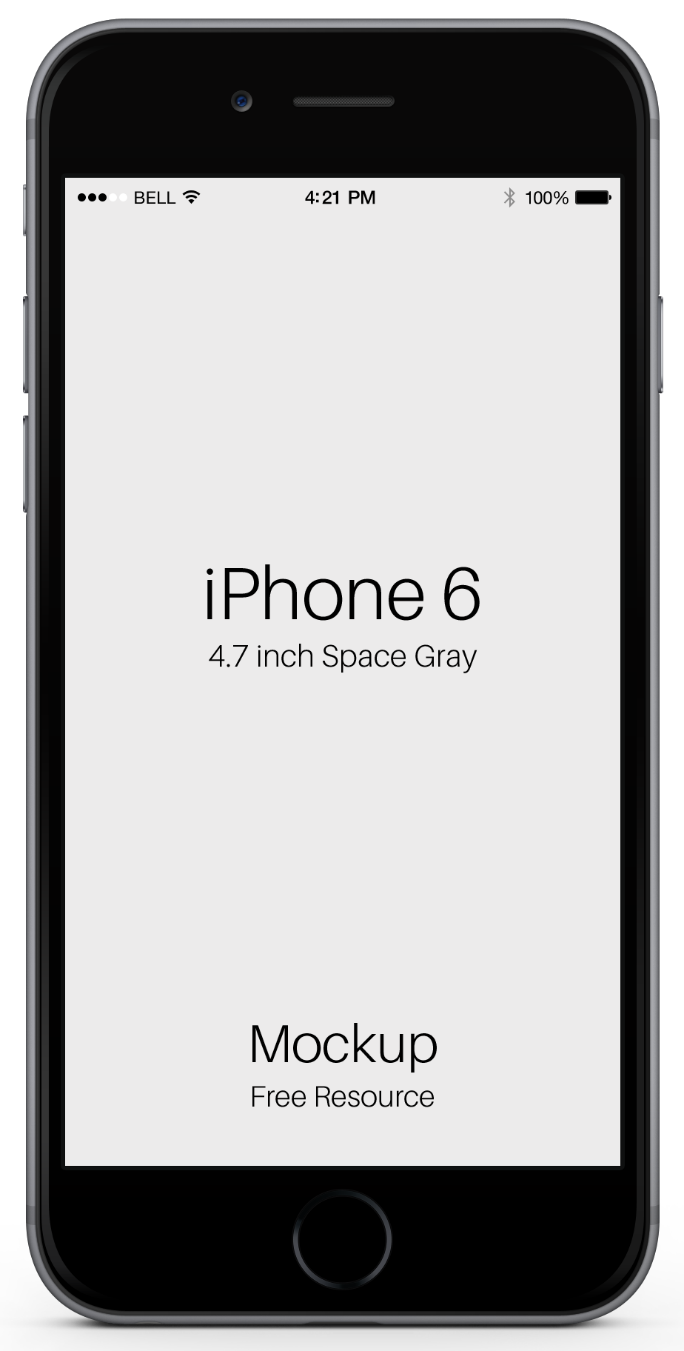 BELL 4:21 PM 100%
iPhone 6
4.7 inch Space Gray
Mockup
Free Resource